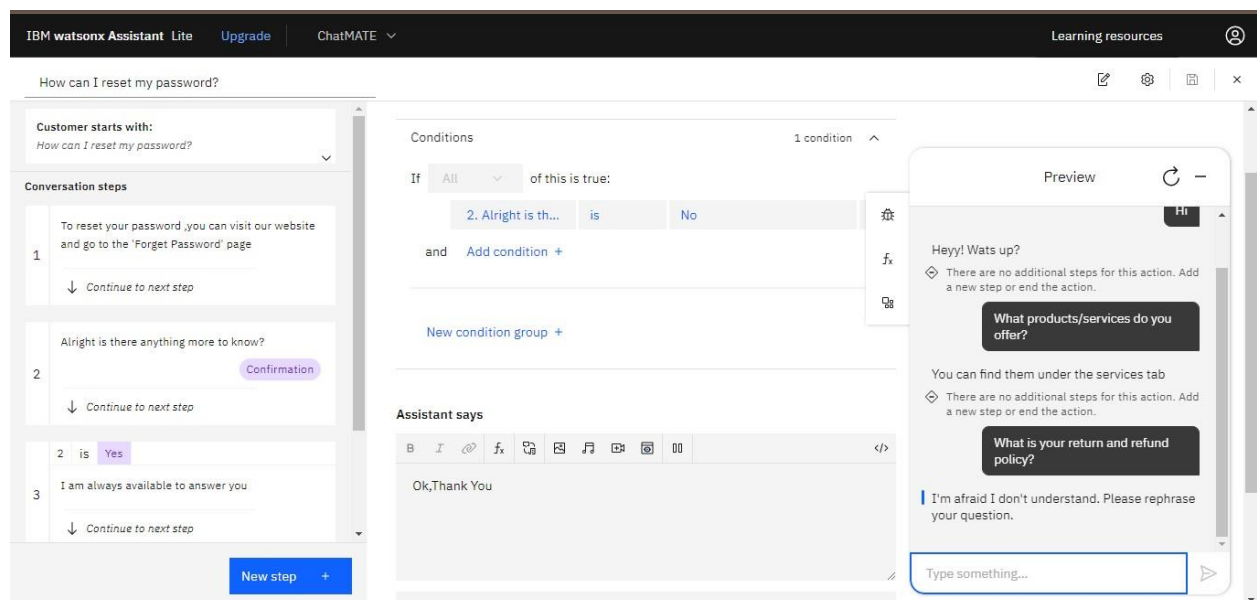 IBM watsonx Assistant Lite Upgrade ChatMATE Learning resources
How can I reset my password?
Customer starts with:
How can I reset my password?
Conversation steps
1
To reset your password ,you can visit our website
and go to the 'Forget Password' page
↓ Continue to next step
2
Alright is there anything more to know?
Confirmation
↓ Continue to next step
3
2 is Yes
I am always available to answer you
↓ Continue to next step
New step +
Conditions 1 condition
If All of this is true:
2. Alright is th... is No
and Add condition +
New condition group +
Assistant says
B I fx </>
Ok,Thank You
fx
Preview
Hi
Heyy! Wats up?
There are no additional steps for this action. Add
a new step or end the action.
What products/services do you
offer?
You can find them under the services tab
There are no additional steps for this action. Add
a new step or end the action.
What is your return and refund
policy?
I'm afraid I don't understand. Please rephrase
your question.
Type something...